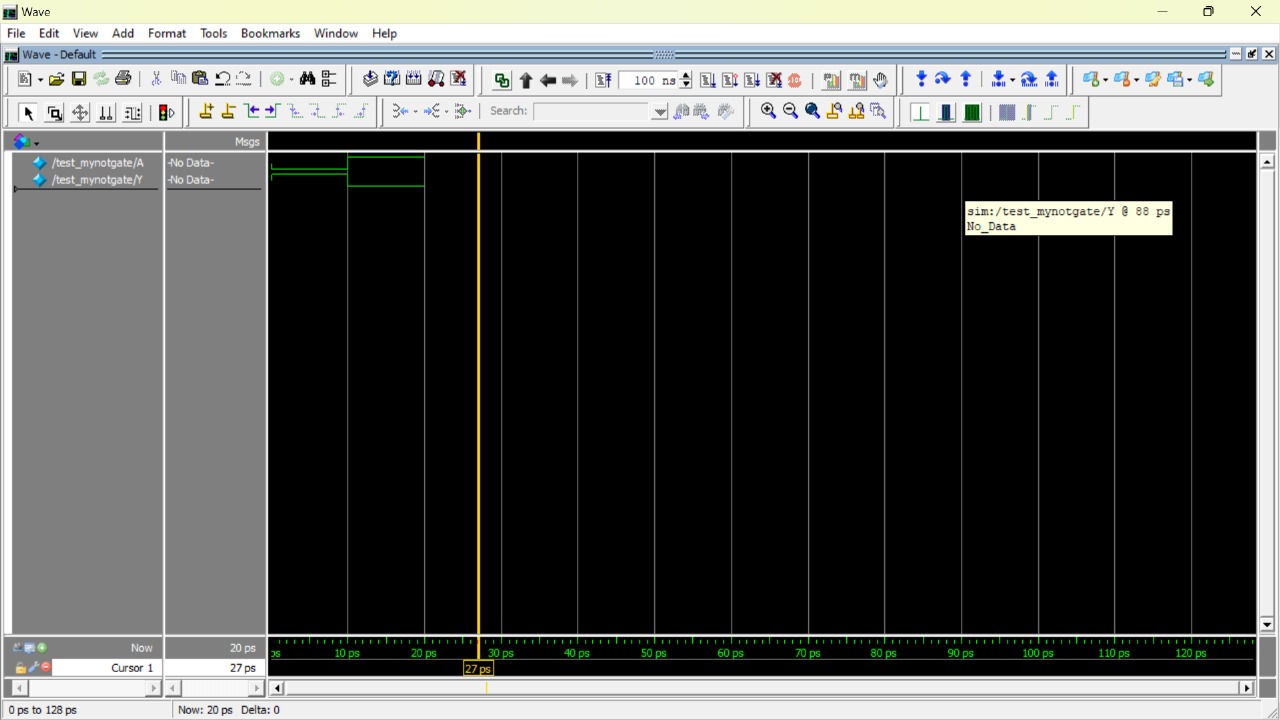 Wave
File Edit View Add Format Tools Bookmarks Window Help
Wave - Default
100 ns
Search:
Msgs
/test_mynotgate/A -No Data-
/test_mynotgate/Y -No Data-
sim:/test_mynotgate/Y @ 88 ps
No_Data
Now 20 ps
ps 10 ps 20 ps 30 ps 40 ps 50 ps 60 ps 70 ps 80 ps 90 ps 100 ps 110 ps 120 ps
Cursor 1 27 ps
27 ps
0 ps to 128 ps Now: 20 ps Delta: 0